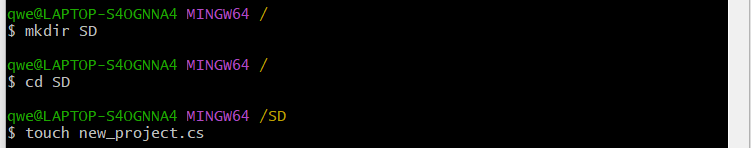 qwe@LAPTOP-S4OGNNA4 MINGW64 /
$ mkdir SD
qwe@LAPTOP-S4OGNNA4 MINGW64 /
$ cd SD
qwe@LAPTOP-S4OGNNA4 MINGW64 /SD
$ touch new_project.cs